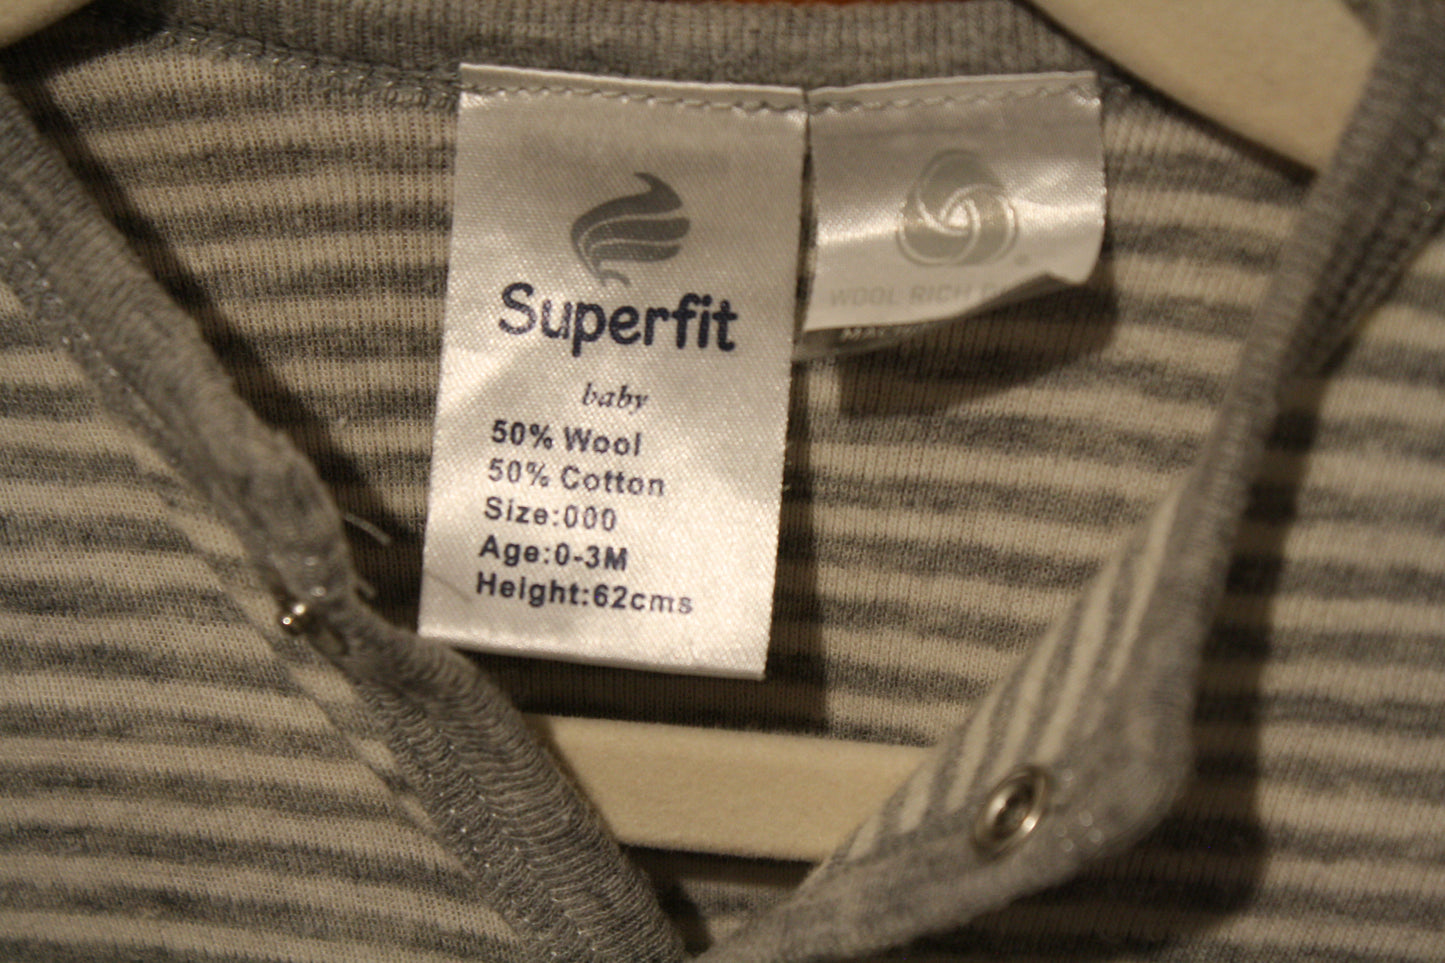 Superfit
baby
50% Wool
50% Cotton
Size:000
Age:0-3M
Height:62cms
WOOL RICH